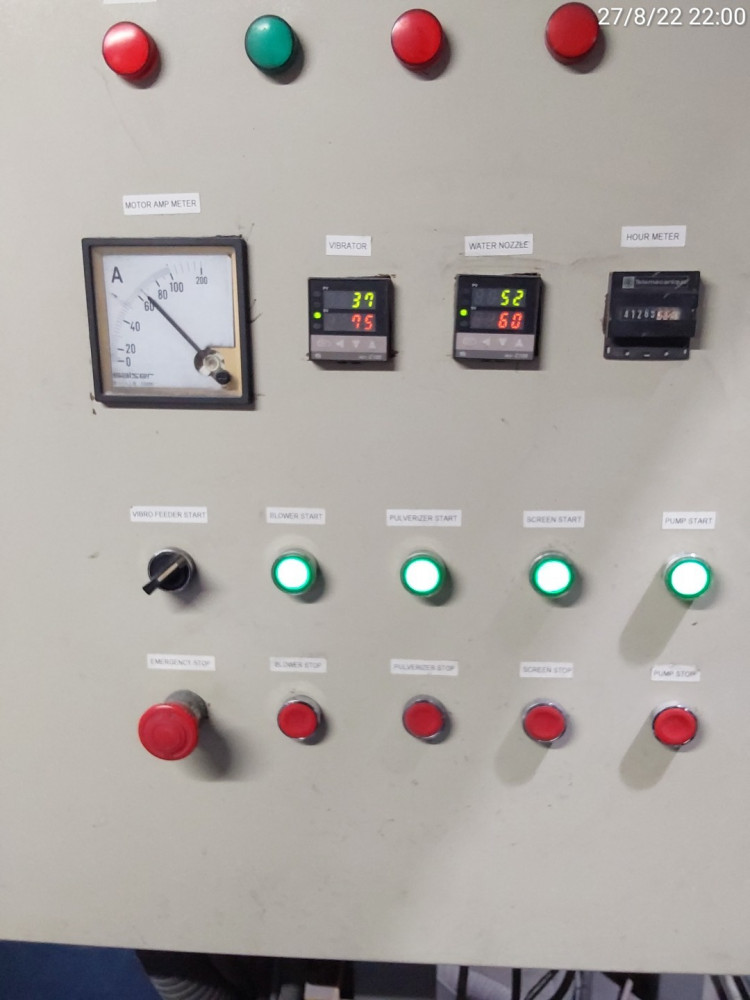 27/8/22 22:00
MOTOR AMP METER
VIBRATOR
WATER NOZZLE
HOUR METER
A
0
20
40
60
80
100
200
PV
37
75
52
60
VIBRO FEEDER START
BLOWER START
PULVERIZER START
SCREEN START
PUMP START
EMERGENCY STOP
BLOWER STOP
PULVERIZER STOP
SCREEN STOP
PUMP STOP